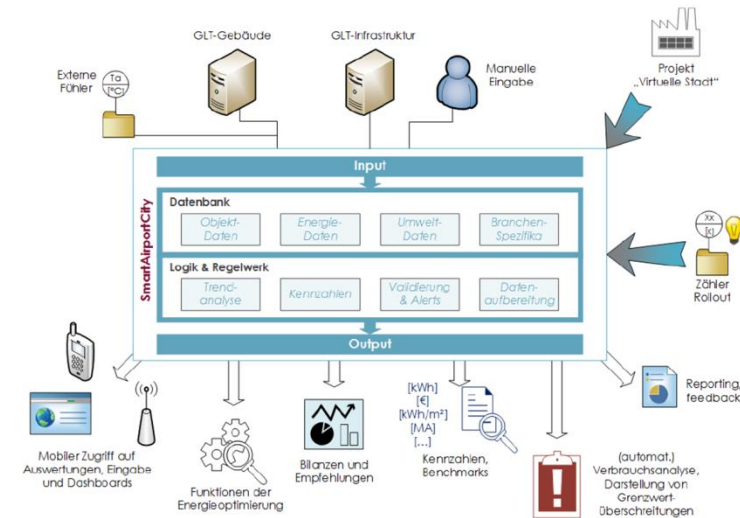 GLT-Gebäude
GLT-Infrastruktur
Externe
Fühler
Ta
[°C]
Manuelle
Eingabe
Projekt
„Virtuelle Stadt“
Input
SmartAirportCity
Datenbank
Objekt-
Daten
Energie-
Daten
Umwelt-
Daten
Branchen-
Spezifika
Logik & Regelwerk
Trend-
analyse
Kennzahlen
Validierung
& Alerts
Daten-
aufbereitung
Output
Xx
Zähler
Rollout
Mobiler Zugriff auf
Auswertungen, Eingabe
und Dashboards
Funktionen der
Energieoptimierung
Bilanzen und
Empfehlungen
[kWh]
[€]
[kWh/m²]
[MA]
[...]
Kennzahlen,
Benchmarks
Reporting,
feedback
(automat.)
Verbrauchsanalyse,
Darstellung von
Grenzwert-
überschreitungen